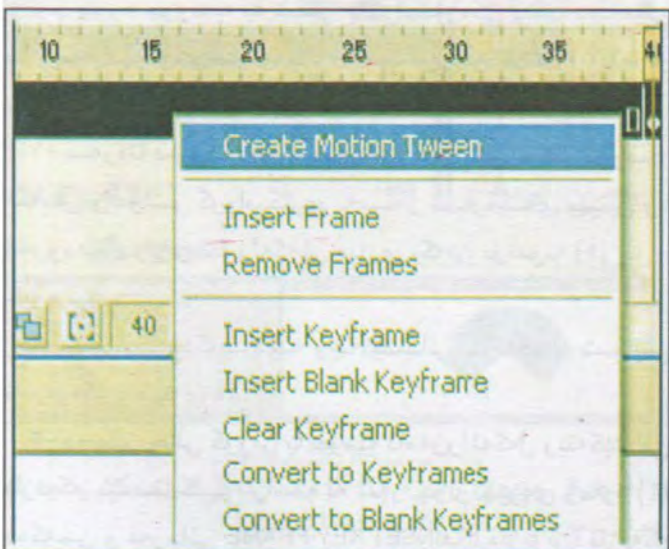 10 15 20 25 30 35 4
Create Motion Tween
Insert Frame
Remove Frames
40
Insert Keyframe
Insert Blank Keyframe
Clear Keyframe
Convert to Keyframes
Convert to Blank Keyframes